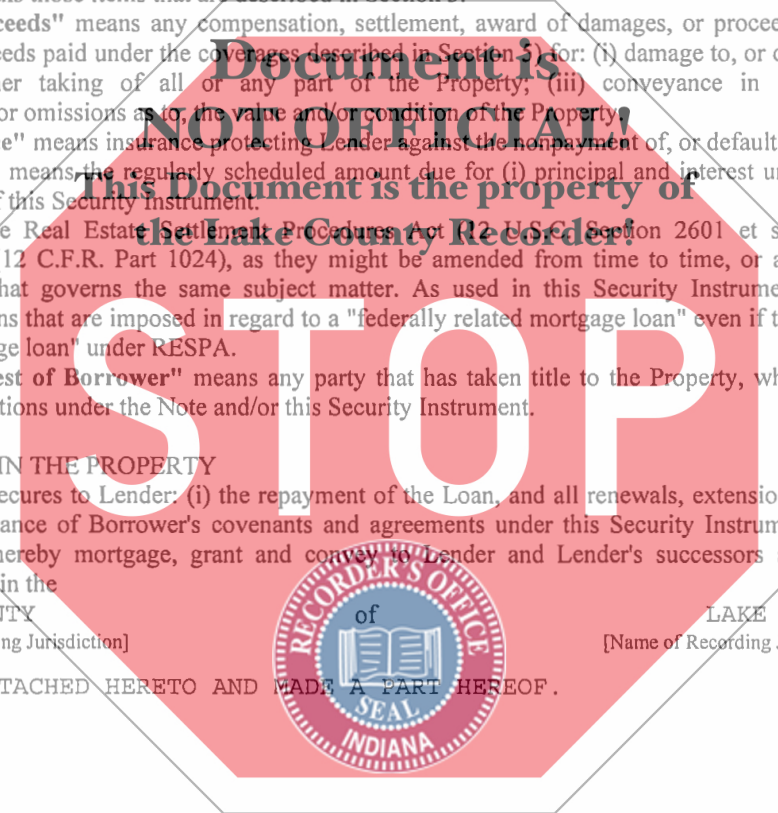 ceeds" means any compensation, settlement, award of damages, or procee
eeds paid under the coverages described in Section 5) for: (i) damage to, or
Document is
her taking of all or any part of the Property; (iii) conveyance in
or omissions as to, the value and/or condition of the Property.
NOT OFFICIAL!
e" means insurance protecting Lender against the nonpayment of, or default
means the regularly scheduled amount due for (i) principal and interest un
This Document is the property of
f this Security Instrument.
e Real Estate Settlement Procedures Act (12 U.S.C. Section 2601 et s
the Lake County Recorder!
12 C.F.R. Part 1024), as they might be amended from time to time, or a
hat governs the same subject matter. As used in this Security Instrume
ns that are imposed in regard to a "federally related mortgage loan" even if t
ge loan" under RESPA.
STOP
est of Borrower" means any party that has taken title to the Property, wh
tions under the Note and/or this Security Instrument.
IN THE PROPERTY
ecures to Lender: (i) the repayment of the Loan, and all renewals, extensio
ance of Borrower's covenants and agreements under this Security Instrum
ereby mortgage, grant and convey to Lender and Lender's successors
in the
NTY of LAKE
ng Jurisdiction] [Name of Recording
RECORDER'S OFFICE
TACHED HERETO AND MADE A PART HEREOF.
SEAL
INDIANA